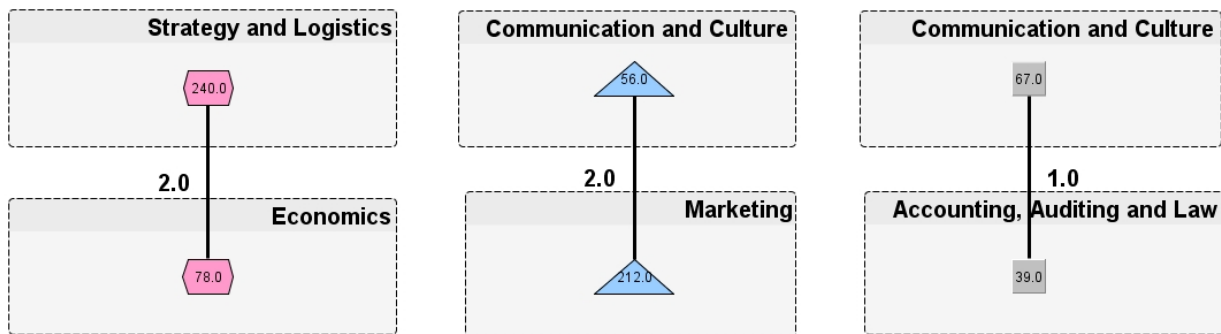 Strategy and Logistics
240.0
2.0
Economics
78.0
Communication and Culture
56.0
2.0
Marketing
212.0
Communication and Culture
67.0
1.0
Accounting, Auditing and Law
39.0